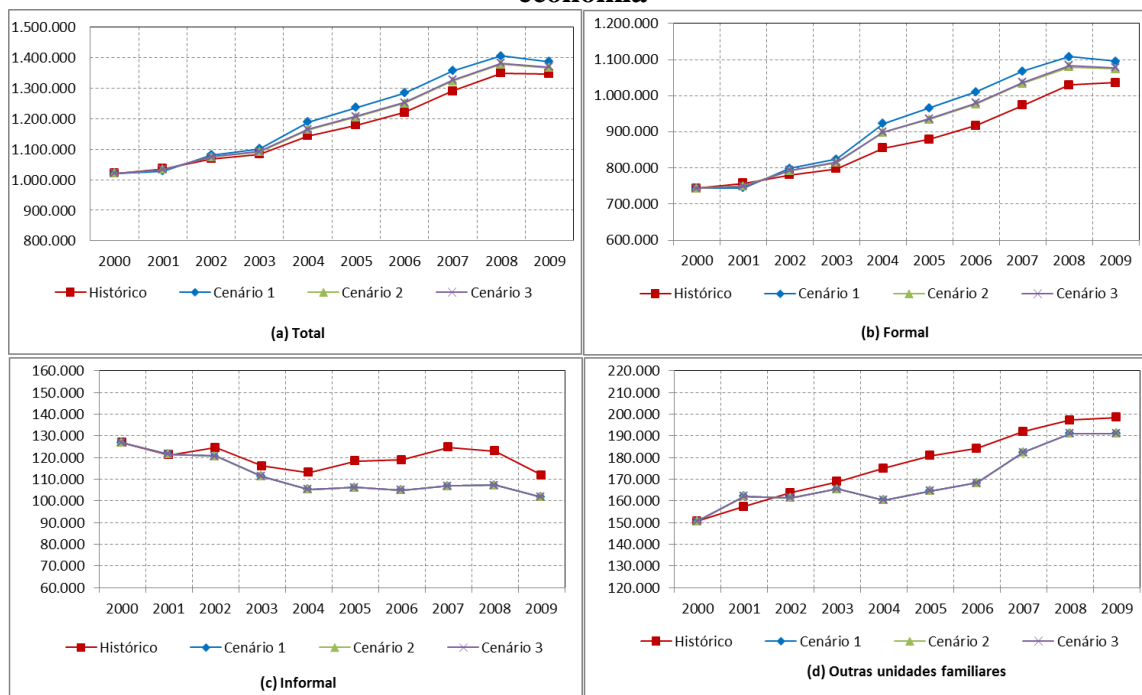 economia
1.500.000
1.400.000
1.300.000
1.200.000
1.100.000
1.000.000
900.000
800.000
2000 2001 2002 2003 2004 2005 2006 2007 2008 2009
Histórico Cenário 1 Cenário 2 Cenário 3
(a) Total
1.200.000
1.100.000
1.000.000
900.000
800.000
700.000
600.000
2000 2001 2002 2003 2004 2005 2006 2007 2008 2009
Histórico Cenário 1 Cenário 2 Cenário 3
(b) Formal
160.000
150.000
140.000
130.000
120.000
110.000
100.000
90.000
80.000
70.000
60.000
2000 2001 2002 2003 2004 2005 2006 2007 2008 2009
Histórico Cenário 1 Cenário 2 Cenário 3
(c) Informal
220.000
210.000
200.000
190.000
180.000
170.000
160.000
150.000
140.000
130.000
120.000
2000 2001 2002 2003 2004 2005 2006 2007 2008 2009
Histórico Cenário 1 Cenário 2 Cenário 3
(d) Outras unidades familiares